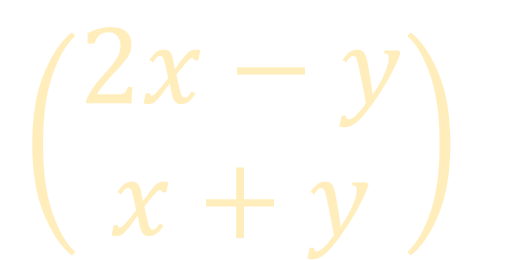 2x − y
x + y